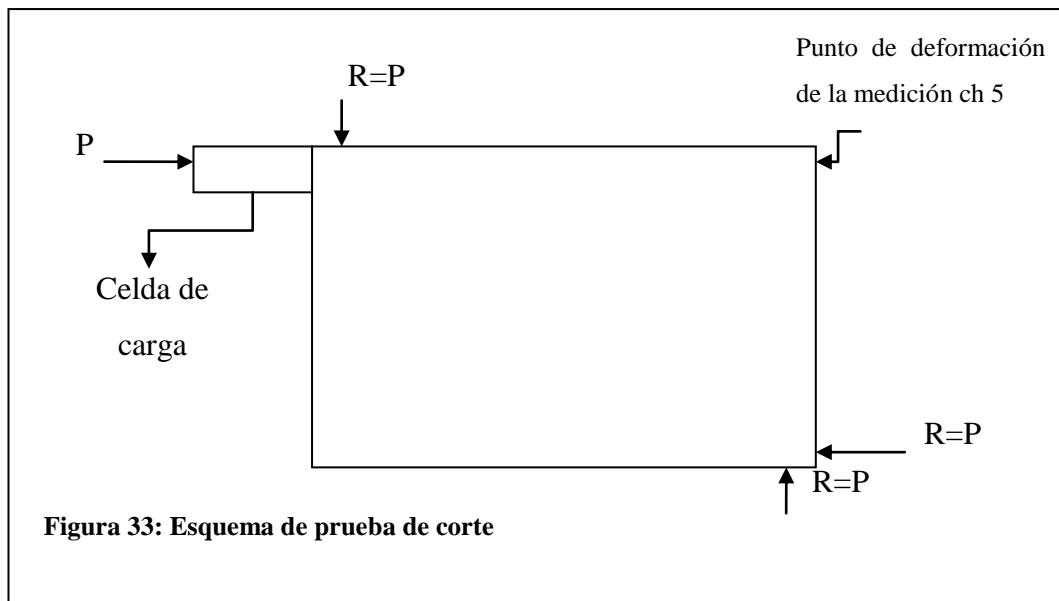 Punto de deformación
de la medición ch 5
R=P
P
Celda de
carga
R=P
R=P
Figura 33: Esquema de prueba de corte